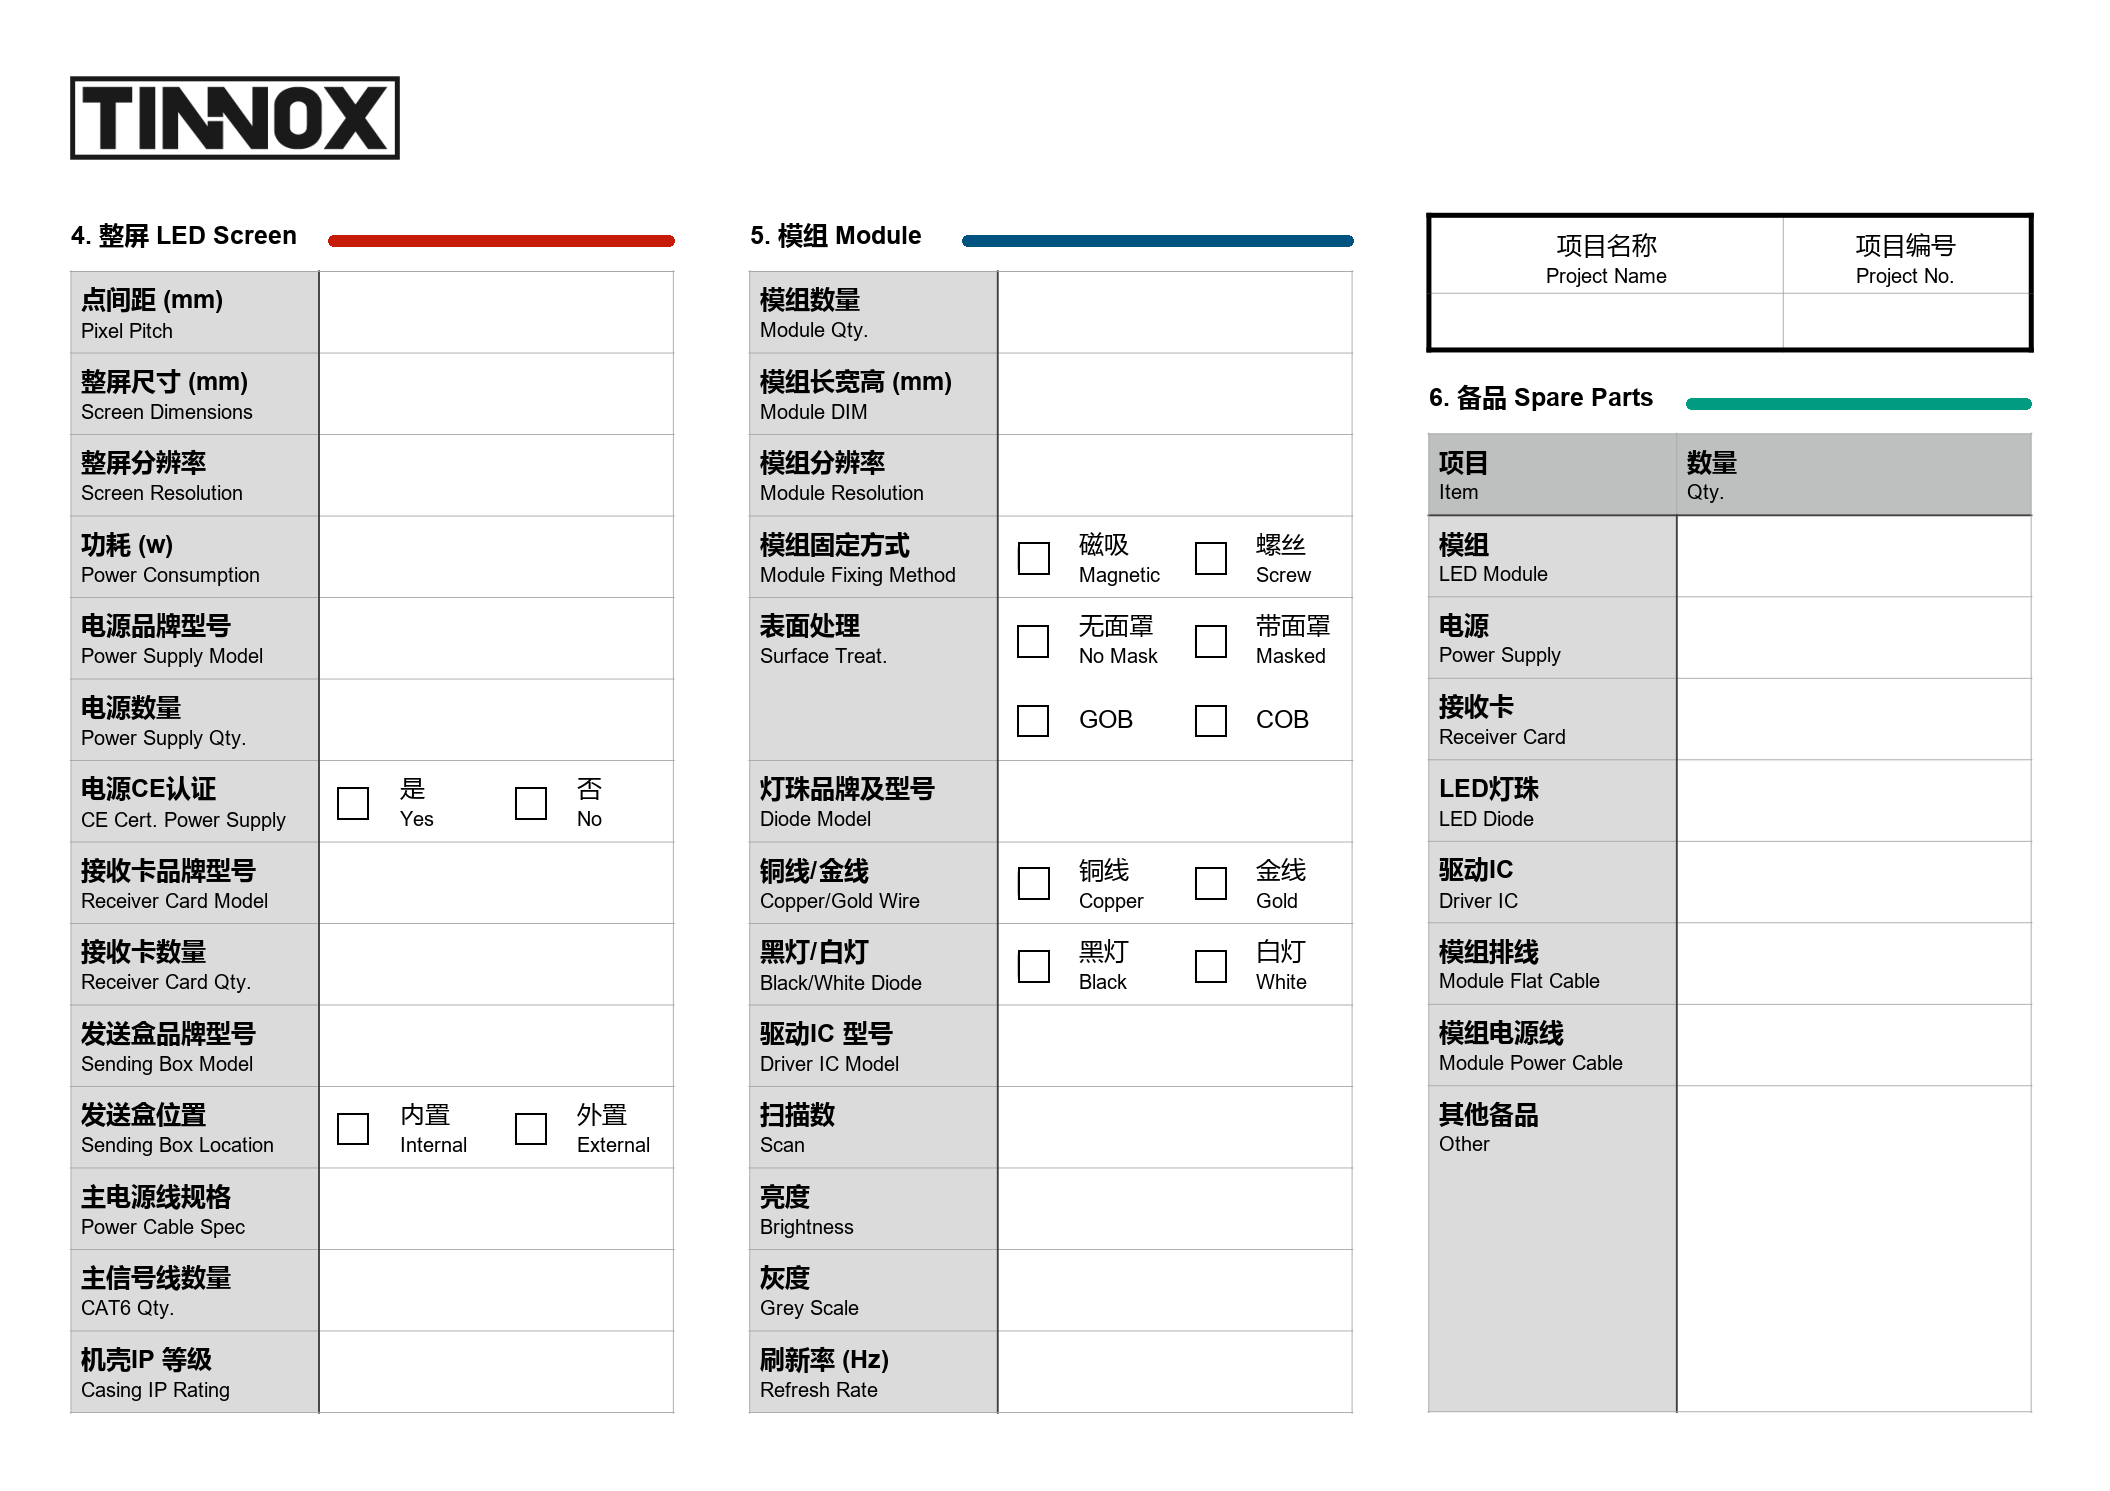 TINNOX
4. 整屏 LED Screen
点间距 (mm)
Pixel Pitch
整屏尺寸 (mm)
Screen Dimensions
整屏分辨率
Screen Resolution
功耗 (w)
Power Consumption
电源品牌型号
Power Supply Model
电源数量
Power Supply Qty.
电源CE认证
CE Cert. Power Supply
是
Yes
否
No
接收卡品牌型号
Receiver Card Model
接收卡数量
Receiver Card Qty.
发送盒品牌型号
Sending Box Model
发送盒位置
Sending Box Location
内置
Internal
外置
External
主电源线规格
Power Cable Spec
主信号线数量
CAT6 Qty.
机壳IP 等级
Casing IP Rating
5. 模组 Module
模组数量
Module Qty.
模组长宽高 (mm)
Module DIM
模组分辨率
Module Resolution
模组固定方式
Module Fixing Method
磁吸
Magnetic
螺丝
Screw
表面处理
Surface Treat.
无面罩
No Mask
带面罩
Masked
GOB
COB
灯珠品牌及型号
Diode Model
铜线/金线
Copper/Gold Wire
铜线
Copper
金线
Gold
黑灯/白灯
Black/White Diode
黑灯
Black
白灯
White
驱动IC 型号
Driver IC Model
扫描数
Scan
亮度
Brightness
灰度
Grey Scale
刷新率 (Hz)
Refresh Rate
项目名称
Project Name
项目编号
Project No.
6. 备品 Spare Parts
项目
Item
数量
Qty.
模组
LED Module
电源
Power Supply
接收卡
Receiver Card
LED灯珠
LED Diode
驱动IC
Driver IC
模组排线
Module Flat Cable
模组电源线
Module Power Cable
其他备品
Other